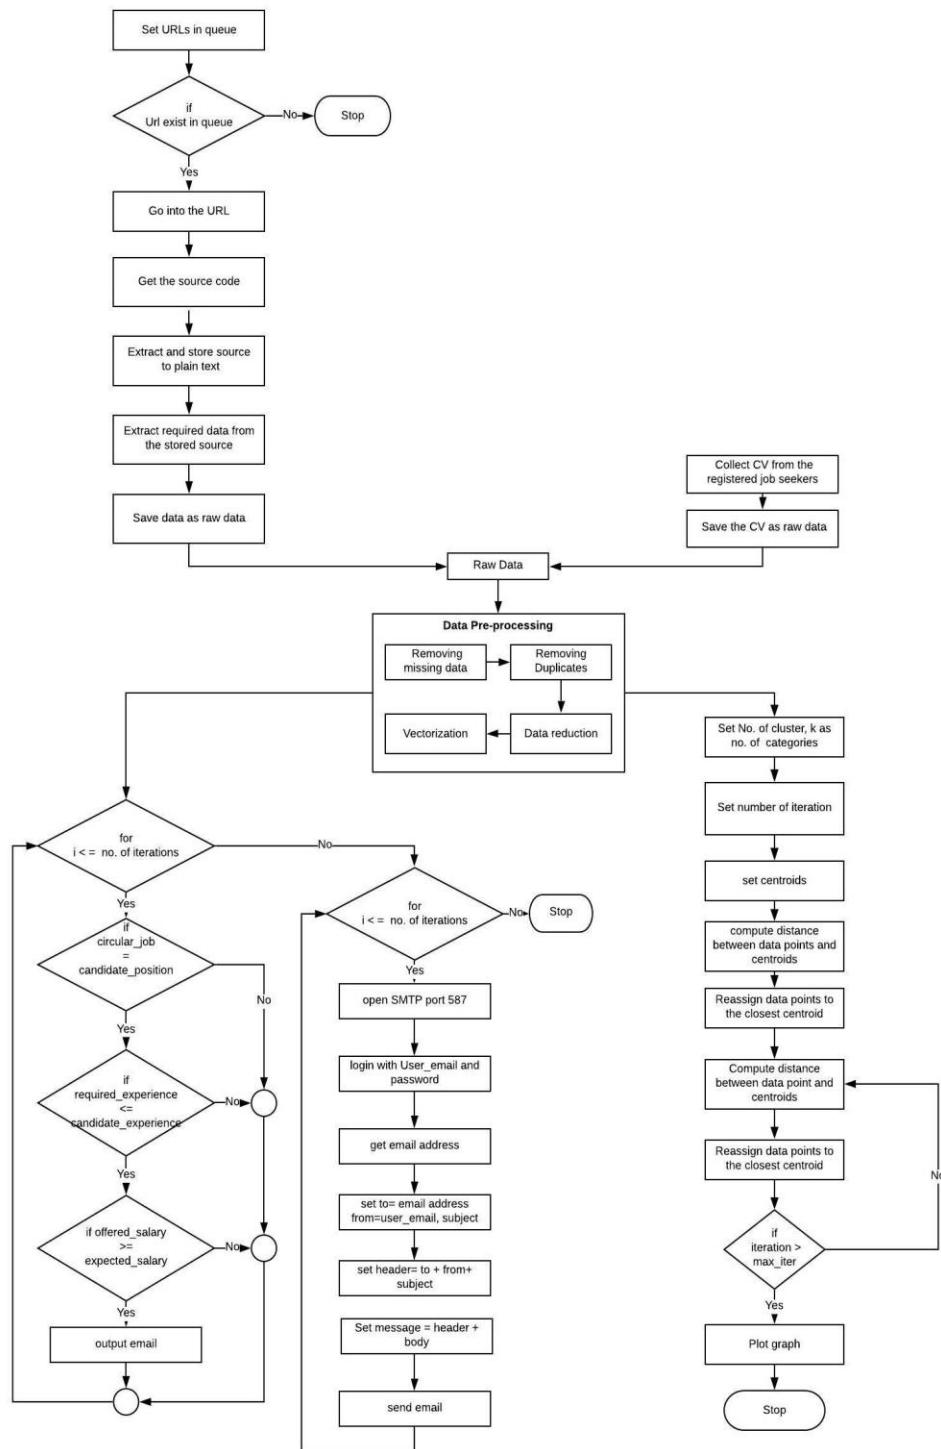 Set URLs in queue
if
Url exist in queue
No
Stop
Yes
Go into the URL
Get the source code
Extract and store source
to plain text
Extract required data from
the stored source
Save data as raw data
Collect CV from the
registered job seekers
Save the CV as raw data
Raw Data
Data Pre-processing
Removing
missing data
Removing
Duplicates
Vectorization
Data reduction
for
i < = no. of iterations
No
Yes
if
circular_job
=
candidate_position
No
Yes
if
required_experience
<=
candidate_experience
No
Yes
if offered_salary
>=
expected_salary
No
Yes
output email
for
i < = no. of iterations
No
Stop
Yes
open SMTP port 587
login with User_email and
password
get email address
set to= email address
from=user_email, subject
set header= to + from+
subject
Set message = header +
body
send email
Set No. of cluster, k as
no. of categories
Set number of iteration
set centroids
compute distance
between data points and
centroids
Reassign data points to
the closest centroid
Compute distance
between data point and
centroids
Reassign data points to
the closest centroid
No
if
iteration >
max_iter
Yes
Plot graph
Stop